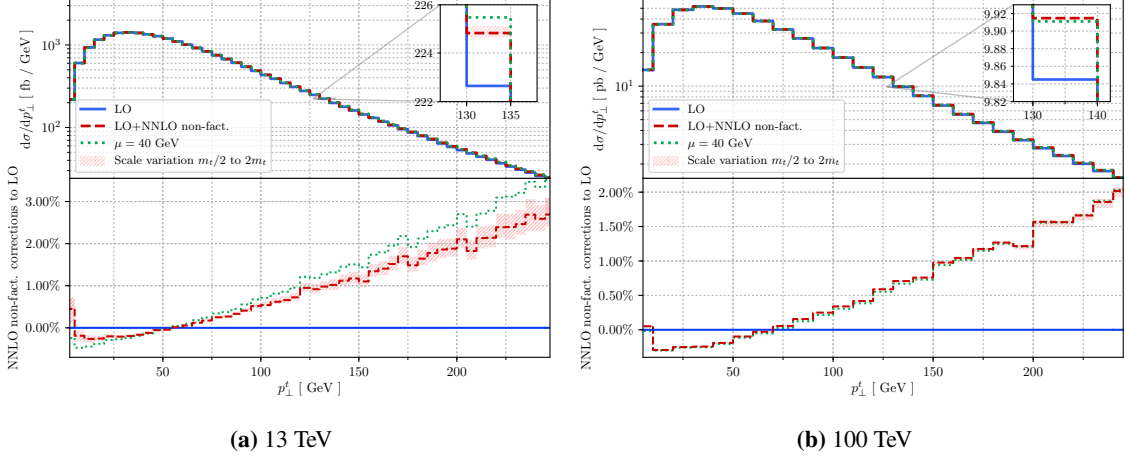 dσ/dp⊥ᵗ [ fb / GeV ]
10³
10²
226
225
224
222
130
135
LO
LO+NNLO non-fact.
μ = 40 GeV
Scale variation mₜ/2 to 2mₜ
NNLO non-fact. corrections to LO
3.00%
2.00%
1.00%
0.00%
50
100
150
200
p⊥ᵗ [ GeV ]
(a) 13 TeV
dσ/dp⊥ᵗ [ pb / GeV ]
10¹
9.92
9.90
9.88
9.86
9.84
9.82
130
140
LO
LO+NNLO non-fact.
μ = 40 GeV
Scale variation mₜ/2 to 2mₜ
NNLO non-fact. corrections to LO
2.00%
1.50%
1.00%
0.50%
0.00%
50
100
150
200
p⊥ᵗ [ GeV ]
(b) 100 TeV